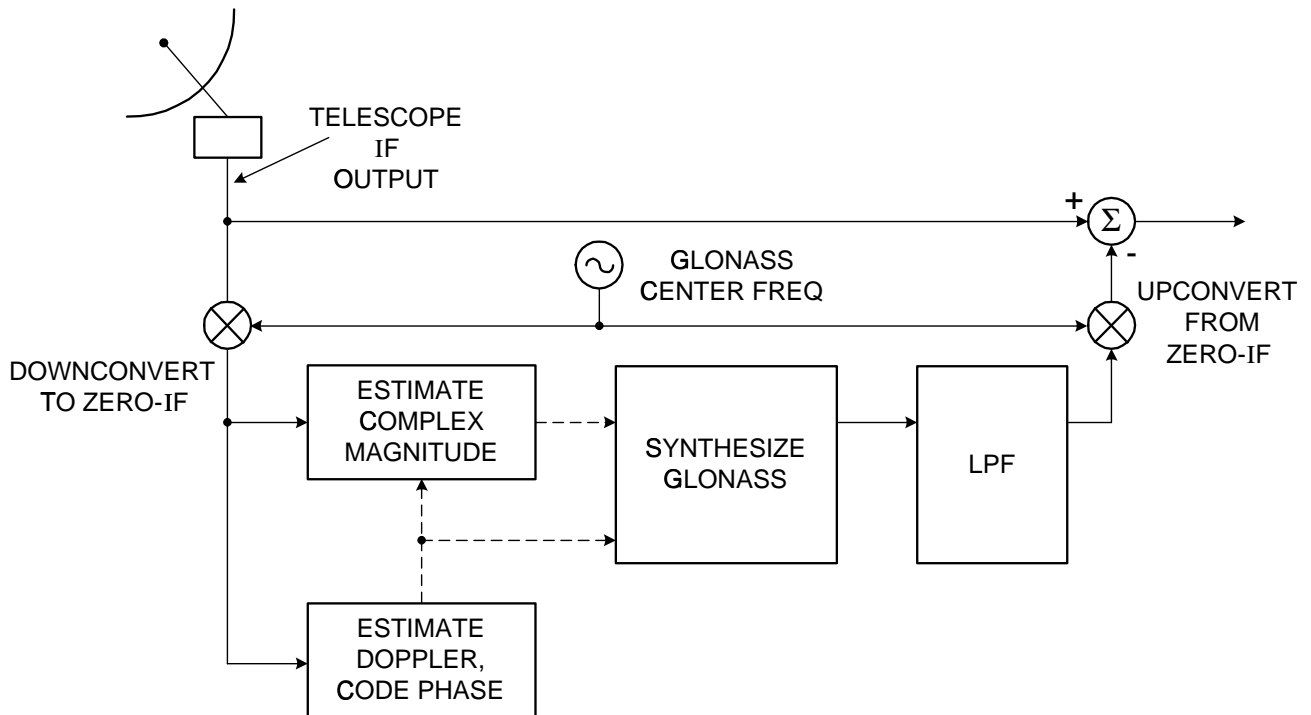 TELESCOPE
IF
OUTPUT
+
Σ
-
GLONASS
CENTER FREQ
UPCONVERT
FROM
ZERO-IF
DOWNCONVERT
TO ZERO-IF
ESTIMATE
COMPLEX
MAGNITUDE
SYNTHESIZE
GLONASS
LPF
ESTIMATE
DOPPLER,
CODE PHASE